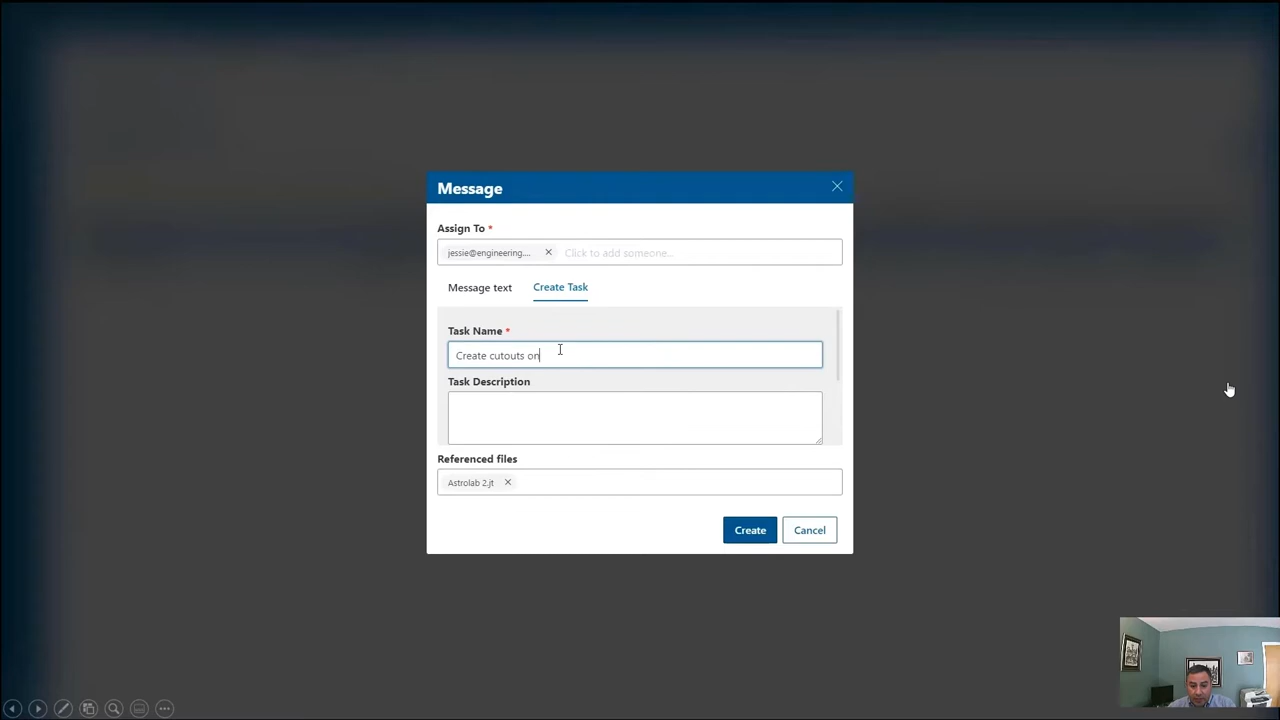 Message
Assign To *
jessie@engineering.... Click to add someone...
Message text Create Task
Task Name *
Create cutouts on
Task Description
Referenced files
Astrolab 2.jt
Create Cancel